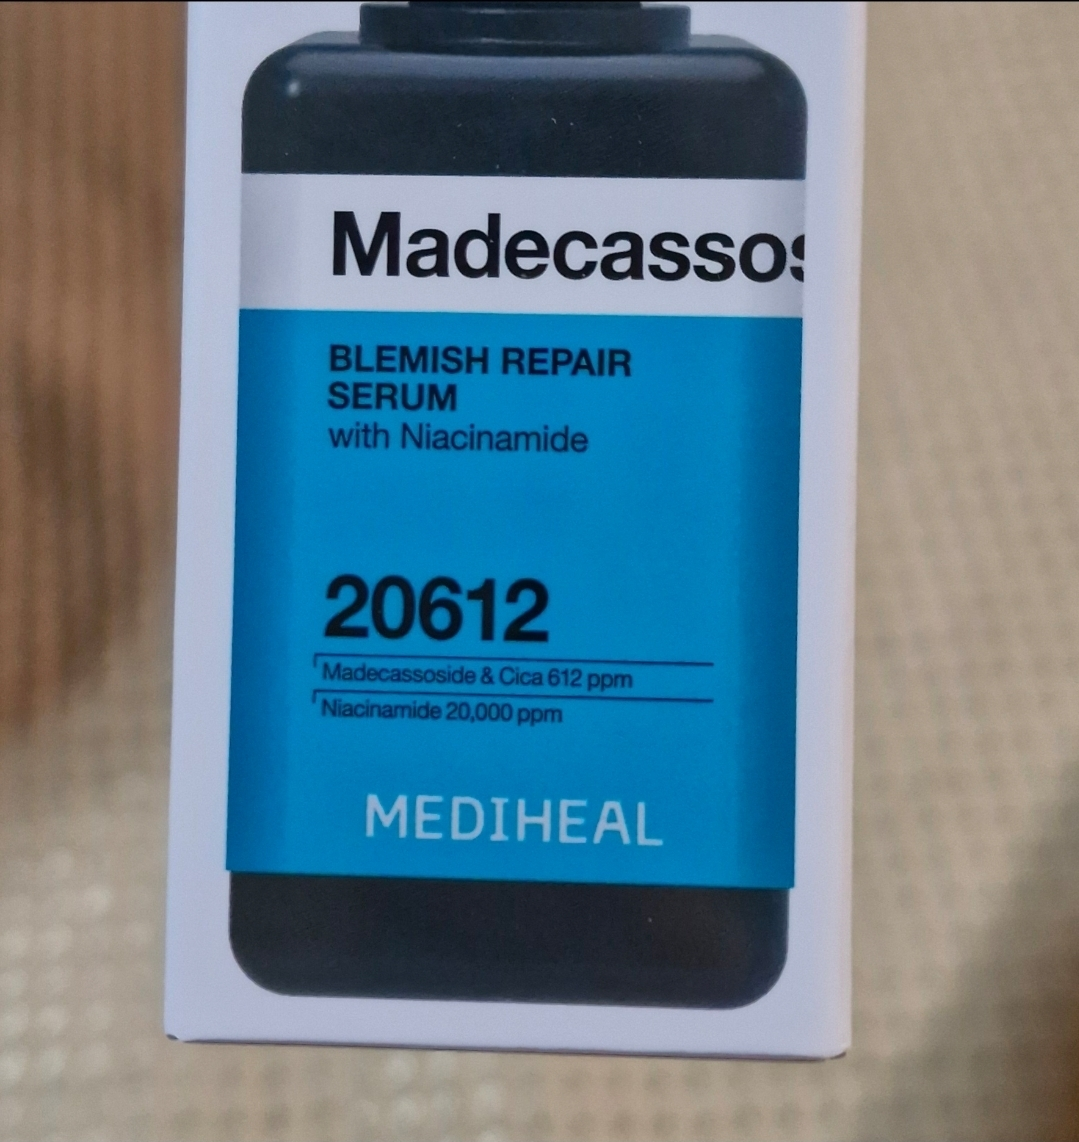 Madecassos
BLEMISH REPAIR
SERUM
with Niacinamide
20612
Madecassoside & Cica 612 ppm
Niacinamide 20,000 ppm
MEDIHEAL